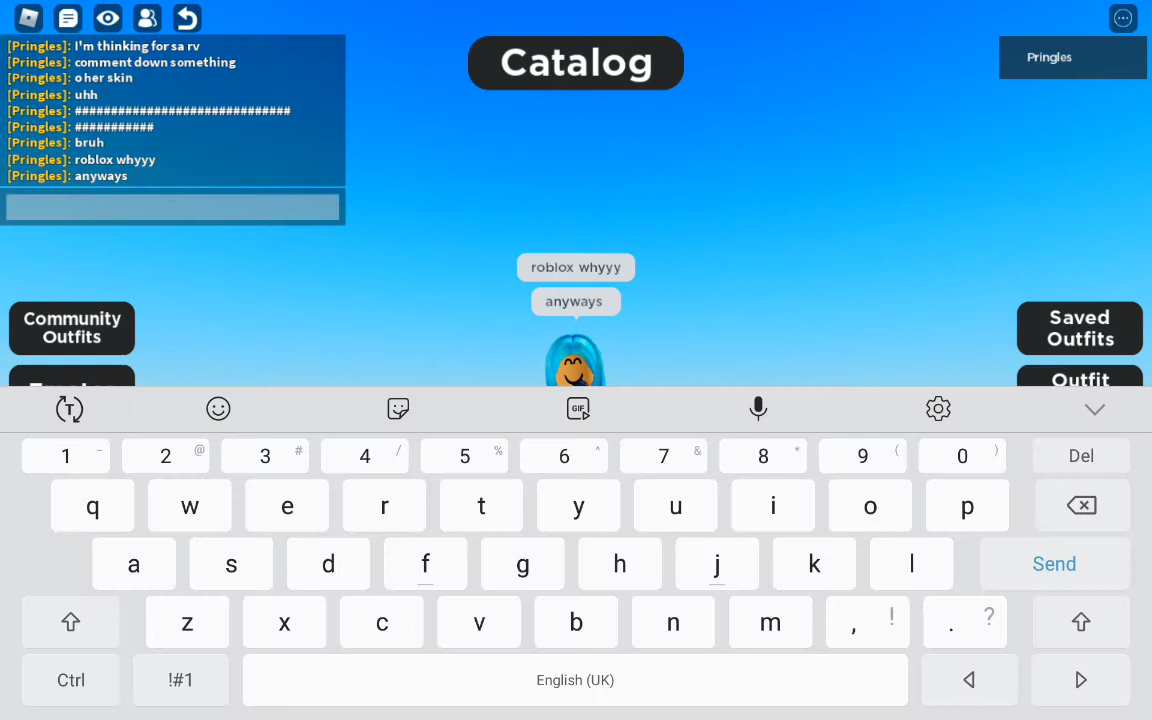 [Pringles]: I'm thinking for sa rv
[Pringles]: comment down something
[Pringles]: o her skin
[Pringles]: uhh
[Pringles]: ##############################
[Pringles]: ###########
[Pringles]: bruh
[Pringles]: roblox whyyy
[Pringles]: anyways
Catalog
Pringles
roblox whyyy
anyways
Community
Outfits
Saved
Outfits
Outfit
T
GIF
1 - 2 @ 3 # 4 / 5 % 6 ^ 7 & 8 * 9 ( 0 ) Del
q w e r t y u i o p
a s d f g h j k l Send
z x c v b n m , ! . ?
Ctrl !#1 English (UK)